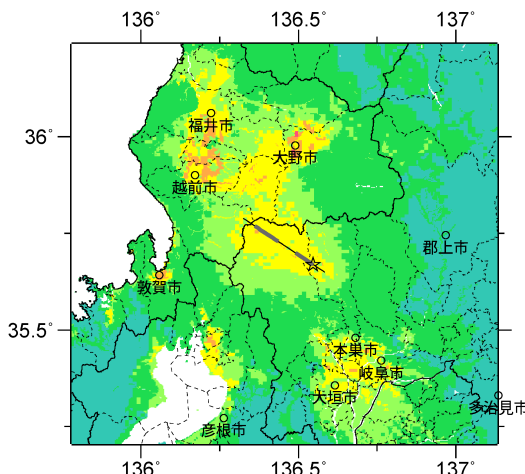 136° 136.5° 137°
36°
35.5°
福井市
大野市
越前市
郡上市
敦賀市
本巣市
岐阜市
大垣市
多治見市
彦根市
136° 136.5° 137°